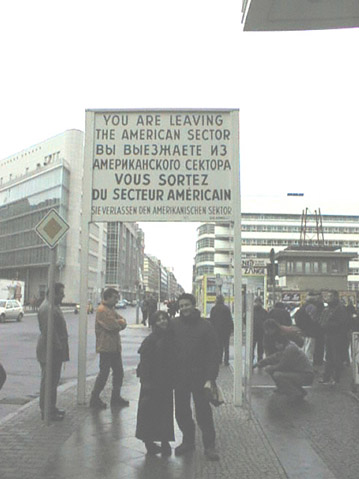 YOU ARE LEAVING
THE AMERICAN SECTOR
ВЫ ВЫЕЗЖАЕТЕ ИЗ
АМЕРИКАНСКОГО СЕКТОРА
VOUS SORTEZ
DU SECTEUR AMÉRICAIN
SIE VERLASSEN DEN AMERIKANISCHEN SEKTOR